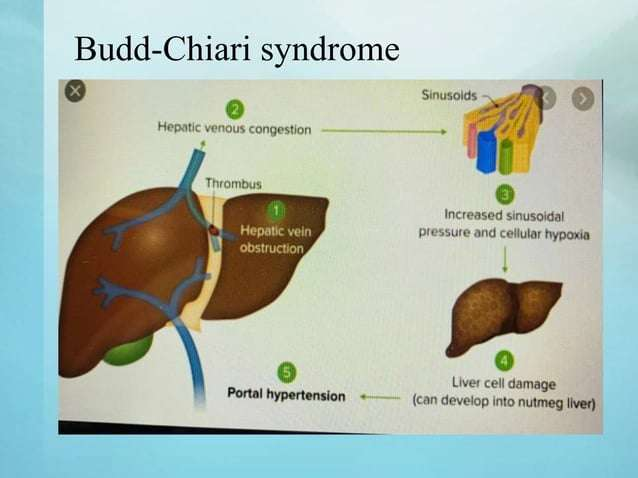 Budd-Chiari syndrome
2
Hepatic venous congestion
Sinusoids
Thrombus
1
Hepatic vein
obstruction
3
Increased sinusoidal
pressure and cellular hypoxia
4
Liver cell damage
(can develop into nutmeg liver)
5
Portal hypertension